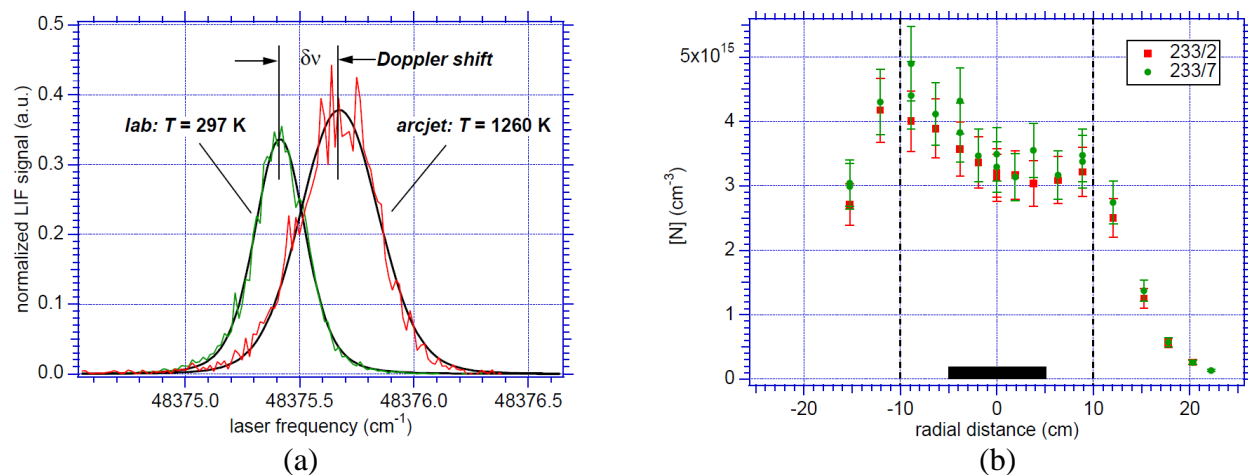 0.5
0.4
0.3
0.2
0.1
0.0
normalized LIF signal (a.u.)
δν
Doppler shift
lab: T = 297 K
arcjet: T = 1260 K
48375.0
48375.5
48376.0
48376.5
laser frequency (cm-1)
(a)
5x10^15
4
3
2
1
0
[N] (cm-3)
233/2
233/7
-20
-10
0
10
20
radial distance (cm)
(b)